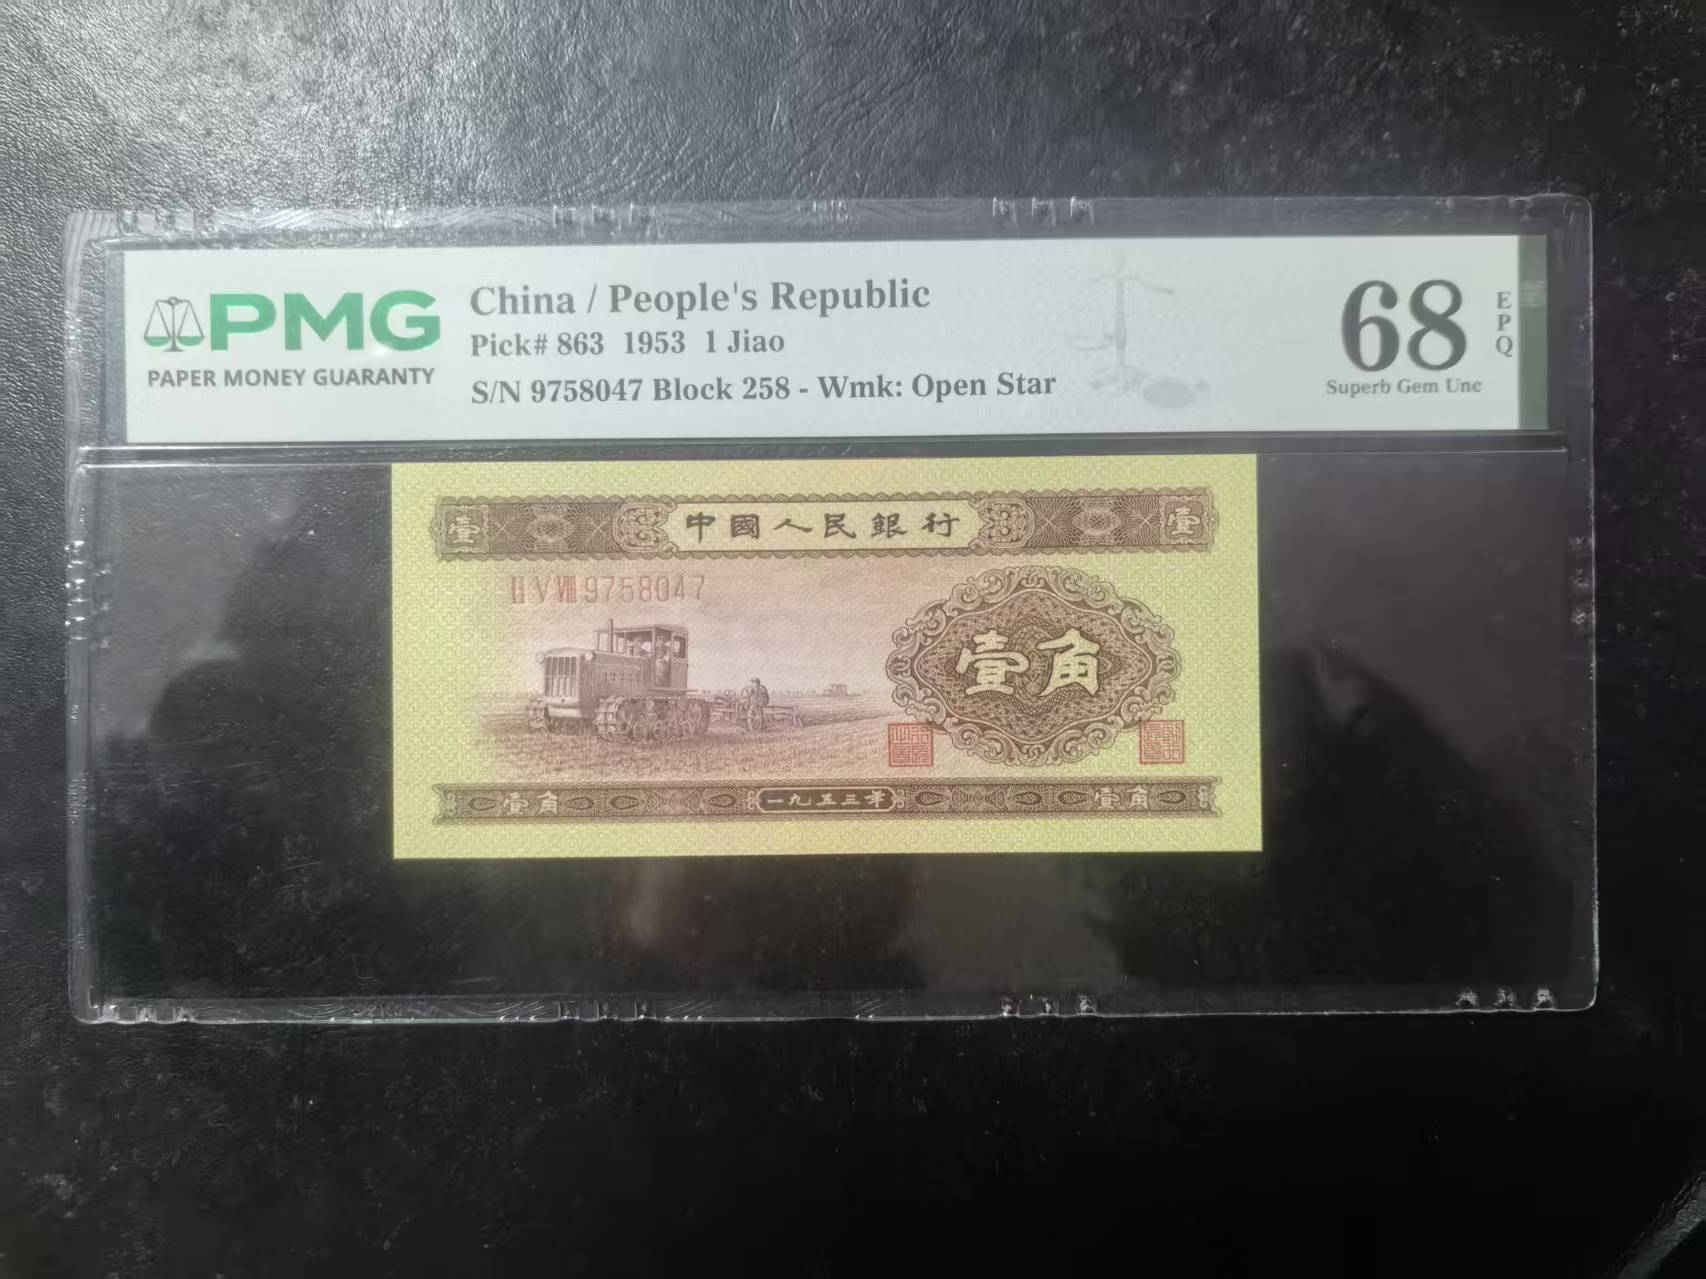 PMG
PAPER MONEY GUARANTY
China / People's Republic
Pick# 863 1953 1 Jiao
S/N 9758047 Block 258 - Wmk: Open Star
68
EPQ
Superb Gem Unc
壹 中國人民銀行 壹
II V VIII 9758047
壹角
壹角 一九五三年 壹角